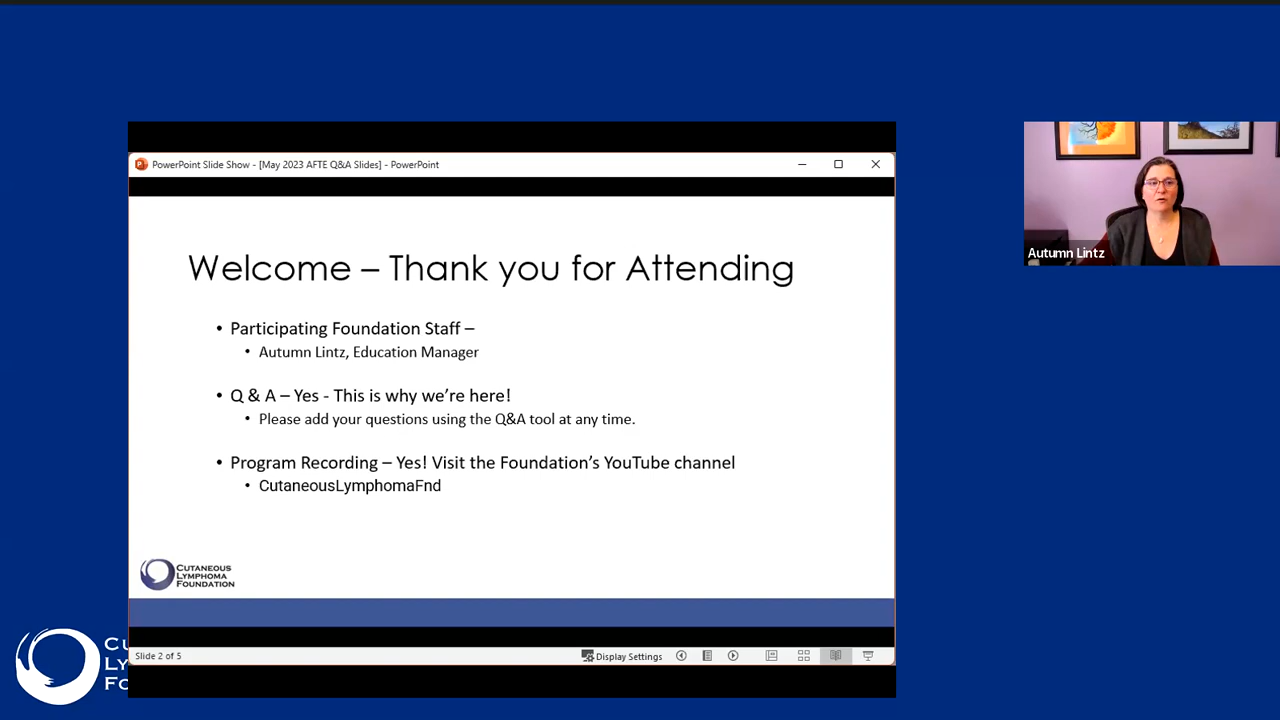 PowerPoint Slide Show - [May 2023 AFTE Q&A Slides] - PowerPoint
Welcome – Thank you for Attending
• Participating Foundation Staff –
• Autumn Lintz, Education Manager
• Q & A – Yes - This is why we're here!
• Please add your questions using the Q&A tool at any time.
• Program Recording – Yes! Visit the Foundation's YouTube channel
• CutaneousLymphomaFnd
CUTANEOUS
LYMPHOMA
FOUNDATION
Slide 2 of 5
Display Settings
Autumn Lintz
CU
LY
FO